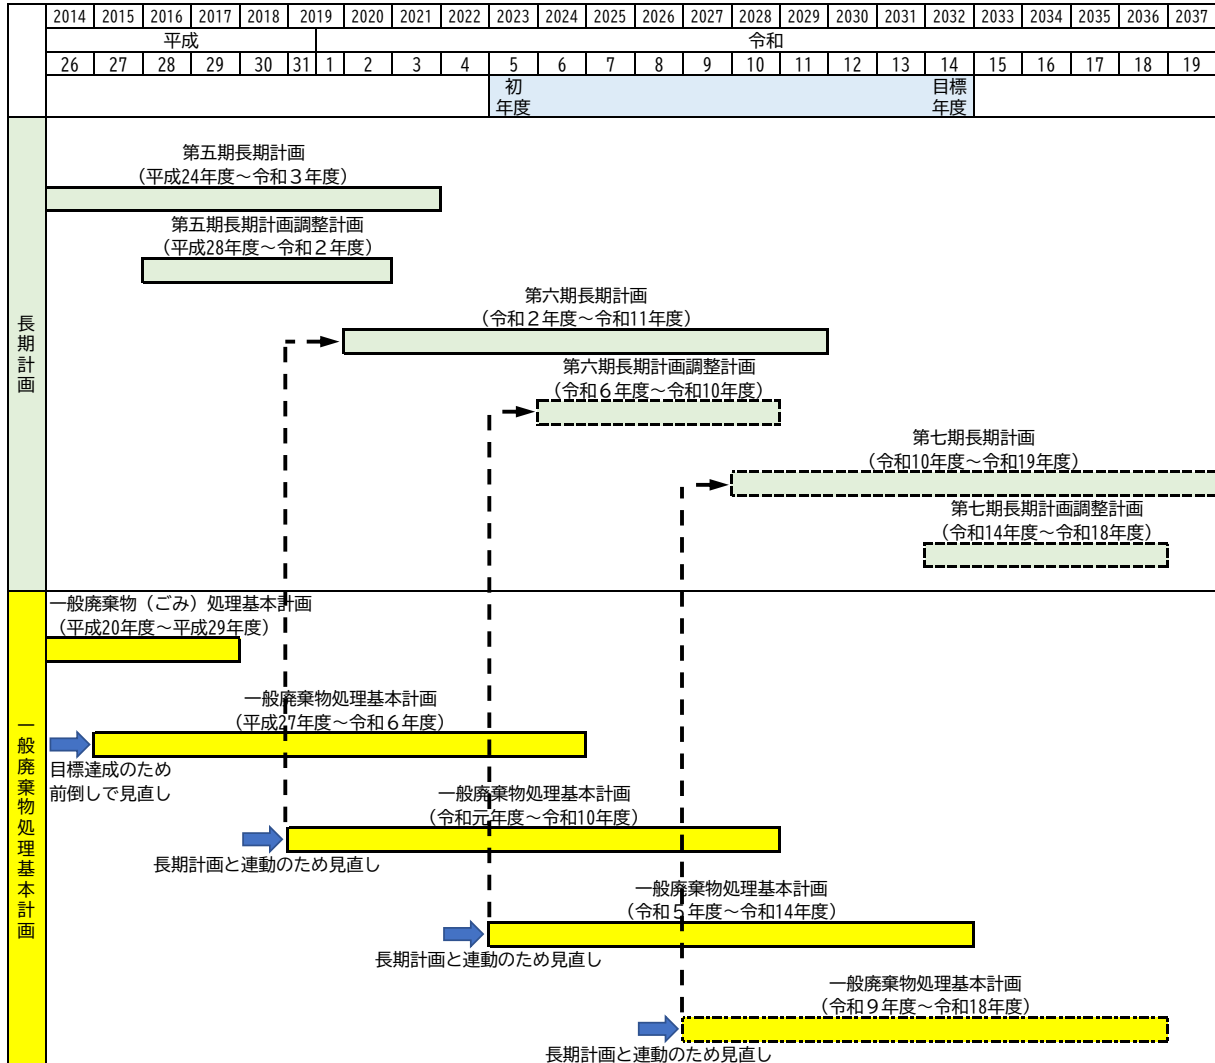 2014 2015 2016 2017 2018 2019 2020 2021 2022 2023 2024 2025 2026 2027 2028 2029 2030 2031 2032 2033 2034 2035 2036 2037
平成 令和
26 27 28 29 30 31 1 2 3 4 5 6 7 8 9 10 11 12 13 14 15 16 17 18 19
初 目標
年度 年度
長期計画
第五期長期計画
（平成24年度～令和３年度）
第五期長期計画調整計画
（平成28年度～令和２年度）
第六期長期計画
（令和２年度～令和11年度）
第六期長期計画調整計画
（令和６年度～令和10年度）
第七期長期計画
（令和10年度～令和19年度）
第七期長期計画調整計画
（令和14年度～令和18年度）
一般廃棄物処理基本計画
一般廃棄物（ごみ）処理基本計画
（平成20年度～平成29年度）
一般廃棄物処理基本計画
（平成27年度～令和６年度）
目標達成のため
前倒しで見直し
一般廃棄物処理基本計画
（令和元年度～令和10年度）
長期計画と連動のため見直し
一般廃棄物処理基本計画
（令和５年度～令和14年度）
長期計画と連動のため見直し
一般廃棄物処理基本計画
（令和９年度～令和18年度）
長期計画と連動のため見直し